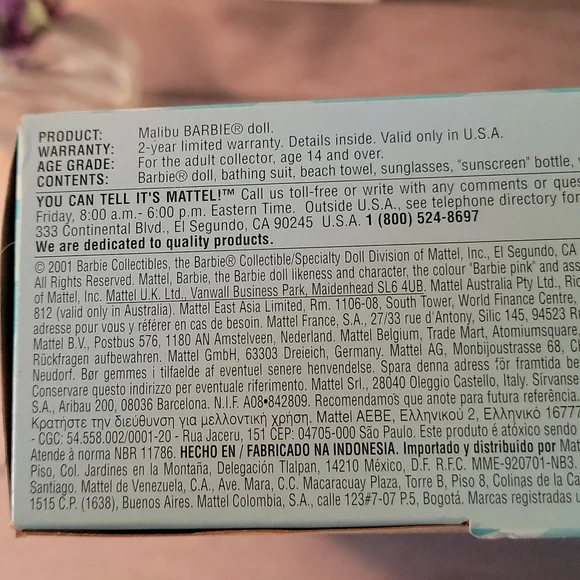 PRODUCT: Malibu BARBIE® doll.
WARRANTY: 2-year limited warranty. Details inside. Valid only in U.S.A.
AGE GRADE: For the adult collector, age 14 and over.
CONTENTS: Barbie® doll, bathing suit, beach towel, sunglasses, "sunscreen" bottle,
YOU CAN TELL IT'S MATTEL!™ Call us toll-free or write with any comments or ques
Friday, 8:00 a.m.- 6:00 p.m. Eastern Time. Outside U.S.A., see telephone directory for
333 Continental Blvd., El Segundo, CA 90245 U.S.A. 1 (800) 524-8697
We are dedicated to quality products.
© 2001 Barbie Collectibles, the Barbie® Collectible/Specialty Doll Division of Mattel, Inc., El Segundo, CA
All Rights Reserved. Mattel, Barbie, the Barbie doll likeness and character, the colour "Barbie pink" and ass
of Mattel, Inc. Mattel U.K. Ltd., Vanwall Business Park, Maidenhead SL6 4UB. Mattel Australia Pty Ltd., Ric
812 (valid only in Australia). Mattel East Asia Limited, Rm. 1106-08, South Tower, World Finance Centre,
adresse pour vous y référer en cas de besoin. Mattel France, S.A., 27/33 rue d'Antony, Silic 145, 94523 R
Mattel B.V., Postbus 576, 1180 AN Amstelveen, Nederland. Mattel Belgium, Trade Mart, Atomiumsquare,
Rückfragen aufbewahren. Mattel GmbH, 63303 Dreieich, Germany. Mattel AG, Monbijoustrasse 68, C
Neudorf. Bør gemmes i tilfælde af eventuel senere henvendelse. Spara denna adress för framtida be
Conservare questo indirizzo per eventuale riferimento. Mattel Srl., 28040 Oleggio Castello, Italy. Sírvanse
S.A., Aribau 200, 08036 Barcelona. N.I.F. A08•842809. Recomendamos que anote para futura referência.
Κρατήστε την διεύθυνση για μελλοντική χρήση. Mattel AEBE, Ελληνικού 2, Ελληνικό 16777
- CGC: 54.558.002/0001-20 - Rua Jaceru, 151 CEP: 04705-000 São Paulo. Este produto é atóxico sendo
Atende à norma NBR 11786. HECHO EN / FABRICADO NA INDONESIA. Importado y distribuido por Mat
Piso, Col. Jardines en la Montaña, Delegación Tlalpan, 14210 México, D.F. R.F.C. MME-920701-NB3.
Santiago. Mattel de Venezuela, C.A., Ave. Mara, C.C. Macaracuay Plaza, Torre B, Piso 8, Colinas de la Ca
1515 C.P. (1638), Buenos Aires. Mattel Colombia, S.A., calle 123#7-07 P.5, Bogotá. Marcas registradas u